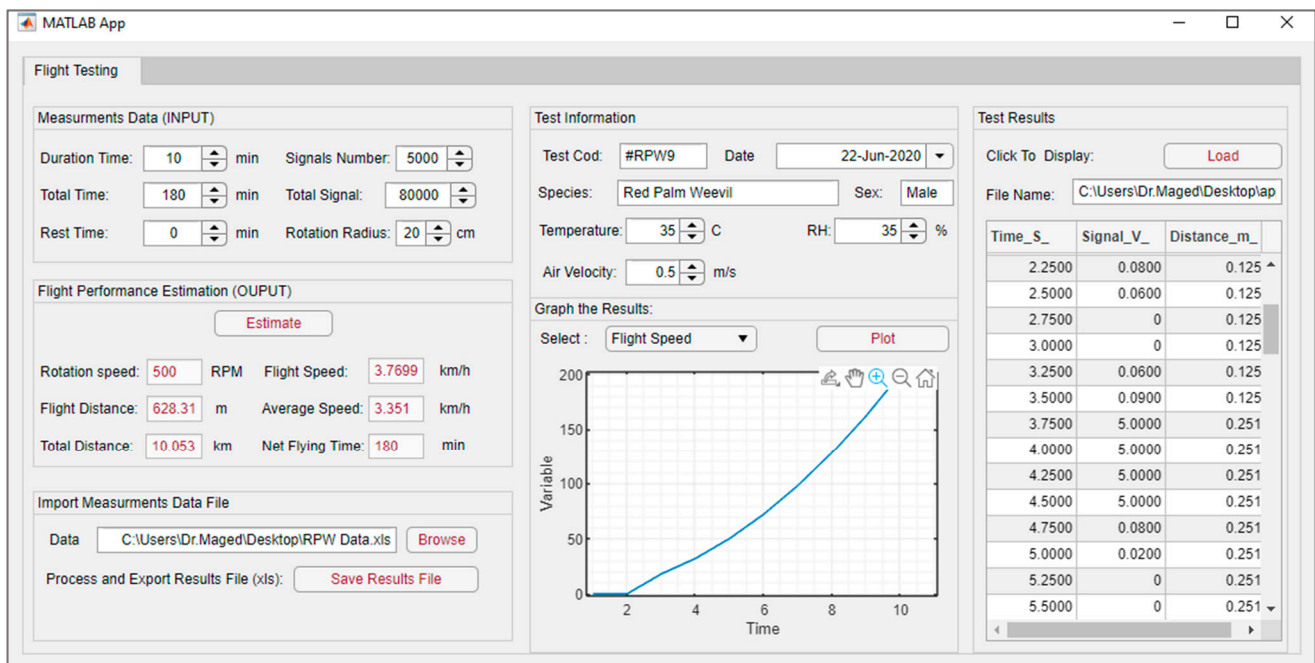 MATLAB App
Flight Testing
Measurments Data (INPUT)
Duration Time: 10 min Signals Number: 5000
Total Time: 180 min Total Signal: 80000
Rest Time: 0 min Rotation Radius: 20 cm
Flight Performance Estimation (OUPUT)
Estimate
Rotation speed: 500 RPM Flight Speed: 3.7699 km/h
Flight Distance: 628.31 m Average Speed: 3.351 km/h
Total Distance: 10.053 km Net Flying Time: 180 min
Import Measurments Data File
Data C:\Users\Dr.Maged\Desktop\RPW Data.xls Browse
Process and Export Results File (xls): Save Results File
Test Information
Test Cod: #RPW9 Date 22-Jun-2020
Species: Red Palm Weevil Sex: Male
Temperature: 35 C RH: 35 %
Air Velocity: 0.5 m/s
Graph the Results:
Select : Flight Speed Plot
200
150
100
50
0
Variable
2 4 6 8 10
Time
Test Results
Click To Display: Load
File Name: C:\Users\Dr.Maged\Desktop\ap
Time_S_ Signal_V_ Distance_m_
2.2500 0.0800 0.125
2.5000 0.0600 0.125
2.7500 0 0.125
3.0000 0 0.125
3.2500 0.0600 0.125
3.5000 0.0900 0.125
3.7500 5.0000 0.251
4.0000 5.0000 0.251
4.2500 5.0000 0.251
4.5000 5.0000 0.251
4.7500 0.0800 0.251
5.0000 0.0200 0.251
5.2500 0 0.251
5.5000 0 0.251